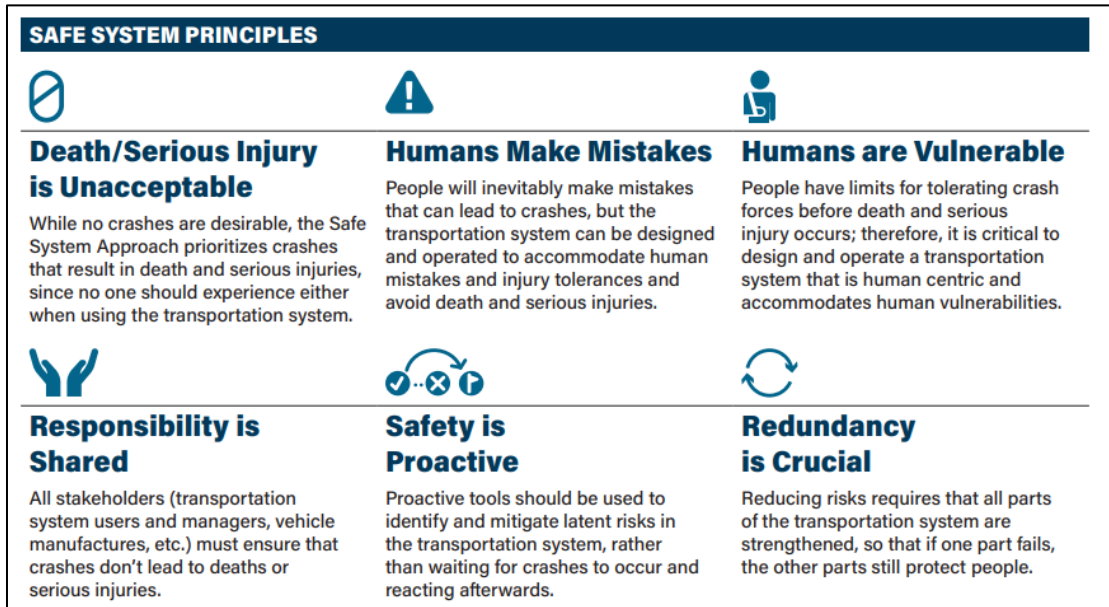 SAFE SYSTEM PRINCIPLES
Death/Serious Injury
is Unacceptable
While no crashes are desirable, the Safe
System Approach prioritizes crashes
that result in death and serious injuries,
since no one should experience either
when using the transportation system.
Humans Make Mistakes
People will inevitably make mistakes
that can lead to crashes, but the
transportation system can be designed
and operated to accommodate human
mistakes and injury tolerances and
avoid death and serious injuries.
Humans are Vulnerable
People have limits for tolerating crash
forces before death and serious
injury occurs; therefore, it is critical to
design and operate a transportation
system that is human centric and
accommodates human vulnerabilities.
Responsibility is
Shared
All stakeholders (transportation
system users and managers, vehicle
manufactures, etc.) must ensure that
crashes don’t lead to deaths or
serious injuries.
Safety is
Proactive
Proactive tools should be used to
identify and mitigate latent risks in
the transportation system, rather
than waiting for crashes to occur and
reacting afterwards.
Redundancy
is Crucial
Reducing risks requires that all parts
of the transportation system are
strengthened, so that if one part fails,
the other parts still protect people.